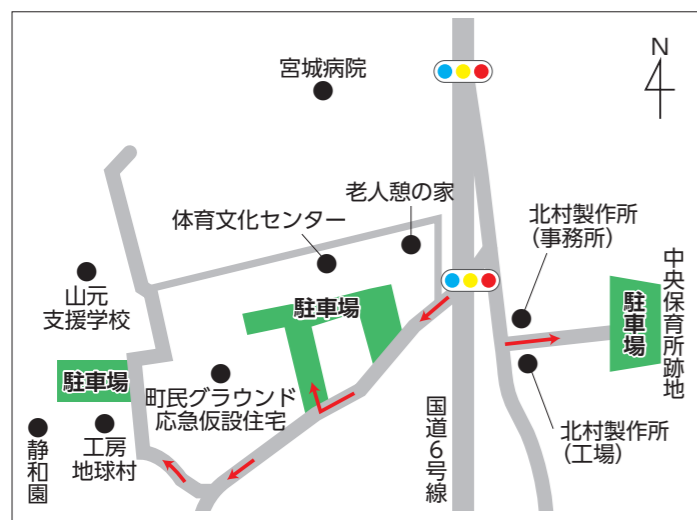 宮城病院
N
老人憩の家
体育文化センター
北村製作所
(事務所)
中央保育所跡地
駐車場
山元
支援学校
駐車場
駐車場
町民グラウンド
応急仮設住宅
国道6号線
北村製作所
(工場)
静和園
工房
地球村